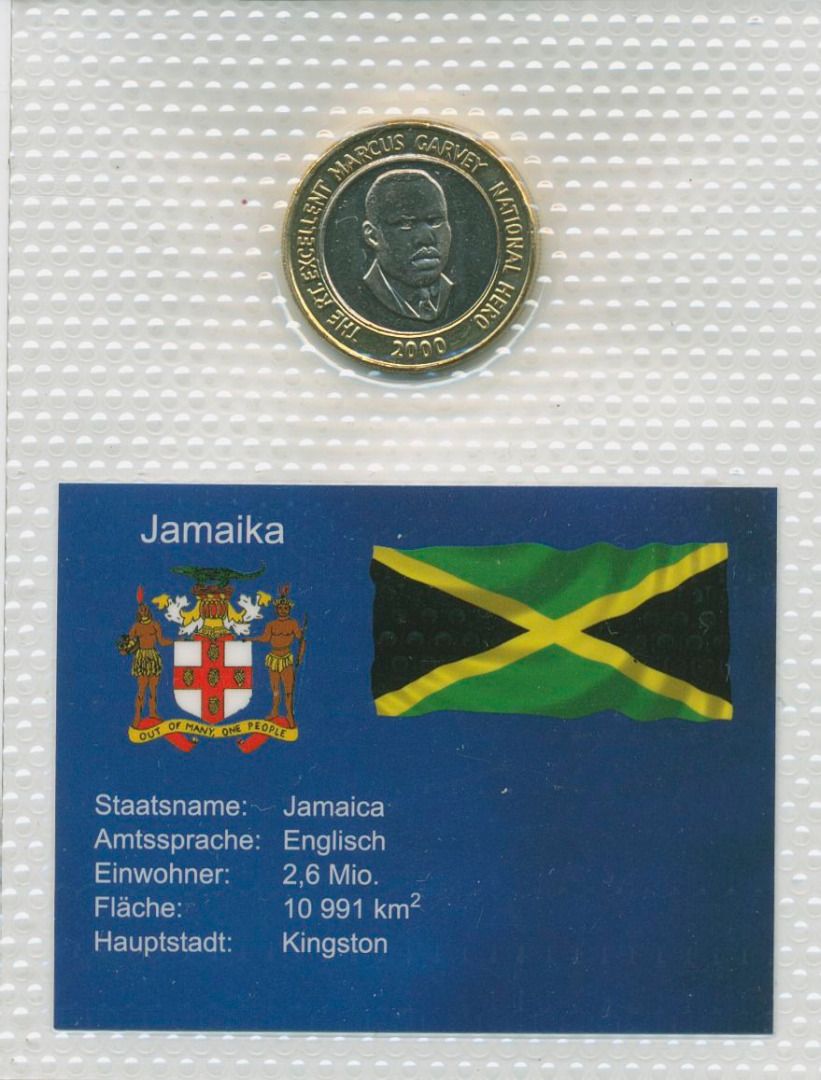 THE RT. EXCELLENT MARCUS GARVEY NATIONAL HERO
2000
Jamaika
OUT OF MANY, ONE PEOPLE
Staatsname: Jamaica
Amtssprache: Englisch
Einwohner: 2,6 Mio.
Fläche: 10 991 km²
Hauptstadt: Kingston